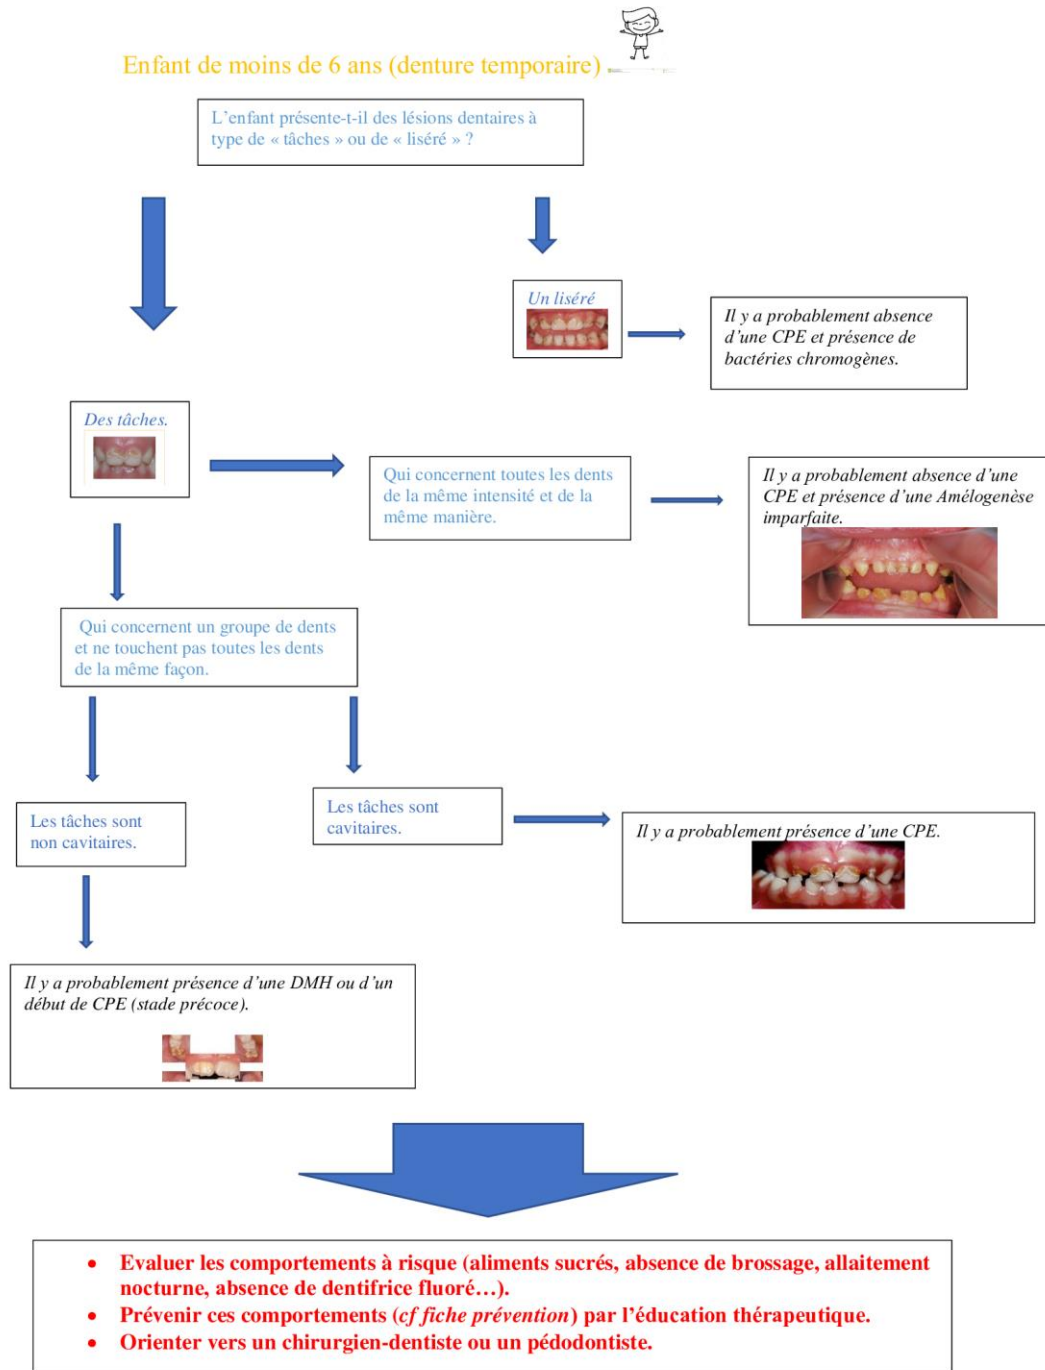 Enfant de moins de 6 ans (denture temporaire)
L'enfant présente-t-il des lésions dentaires à
type de « tâches » ou de « liséré » ?
Un liséré
Il y a probablement absence
d'une CPE et présence de
bactéries chromogènes.
Des tâches.
Qui concernent toutes les dents
de la même intensité et de la
même manière.
Il y a probablement absence d'une
CPE et présence d'une Amélogenèse
imparfaite.
Qui concernent un groupe de dents
et ne touchent pas toutes les dents
de la même façon.
Les tâches sont
non cavitaires.
Les tâches sont
cavitaires.
Il y a probablement présence d'une CPE.
Il y a probablement présence d'une DMH ou d'un
début de CPE (stade précoce).
• Evaluer les comportements à risque (aliments sucrés, absence de brossage, allaitement
nocturne, absence de dentifrice fluoré…).
• Prévenir ces comportements (cf fiche prévention) par l'éducation thérapeutique.
• Orienter vers un chirurgien-dentiste ou un pédodontiste.